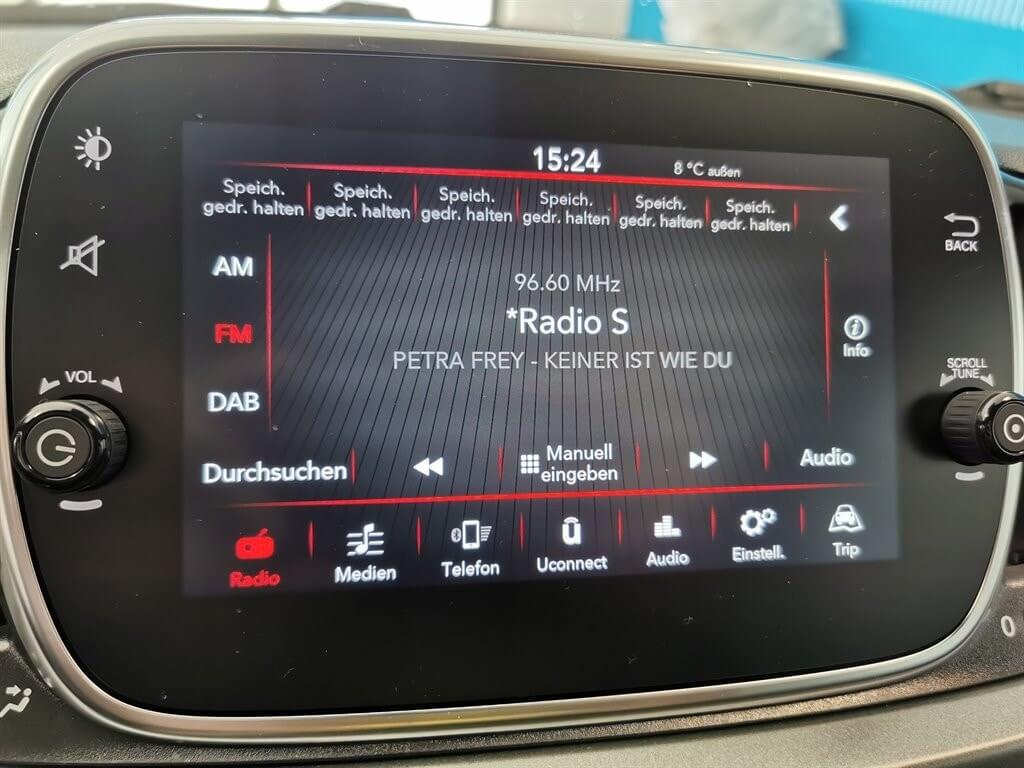 15:24
8 °C außen
Speich.
gedr. halten
Speich.
gedr. halten
Speich.
gedr. halten
Speich.
gedr. halten
Speich.
gedr. halten
Speich.
gedr. halten
BACK
AM
96.60 MHz
*Radio S
FM
Info
PETRA FREY - KEINER IST WIE DU
VOL
SCROLL
TUNE
DAB
Durchsuchen
Manuell
eingeben
Audio
Radio
Medien
Telefon
Uconnect
Audio
Einstell.
Trip
0